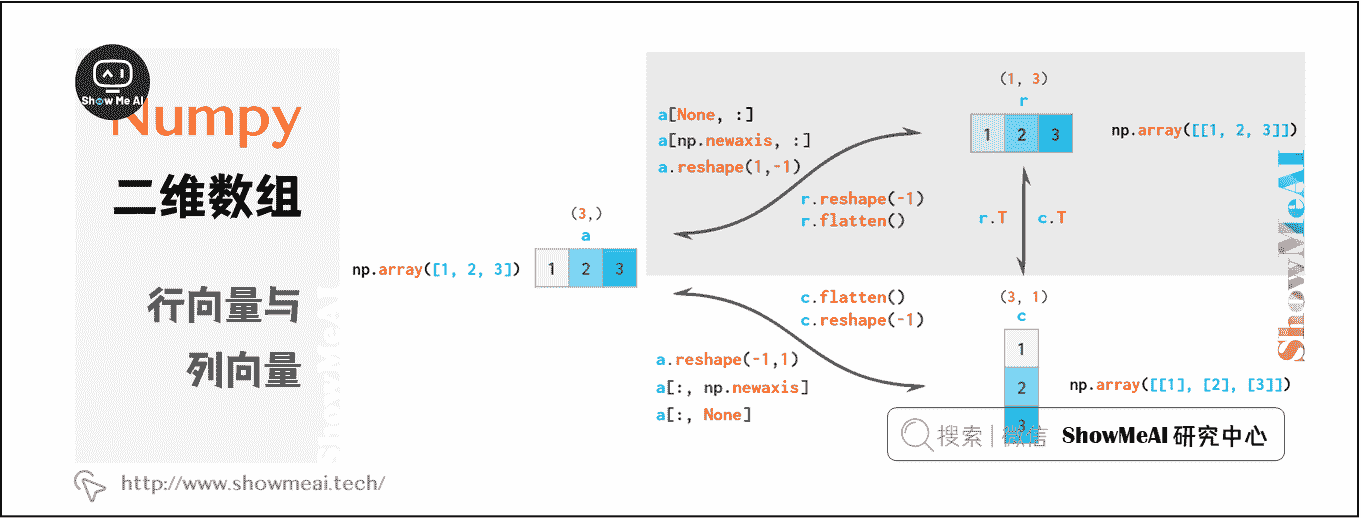 Show Me AI
Numpy
二维数组
行向量与
列向量
http://www.showmeai.tech/
np.array([1, 2, 3])
(3,)
a
1 2 3
a[None, :]
a[np.newaxis, :]
a.reshape(1,-1)
r.reshape(-1)
r.flatten()
(1, 3)
r
1 2 3
np.array([[1, 2, 3]])
r.T
c.T
c.flatten()
c.reshape(-1)
a.reshape(-1,1)
a[:, np.newaxis]
a[:, None]
(3, 1)
c
1
2
3
np.array([[1], [2], [3]])
搜索 | 微信 ShowMeAI 研究中心
ShowMeAI
ShowMeAI